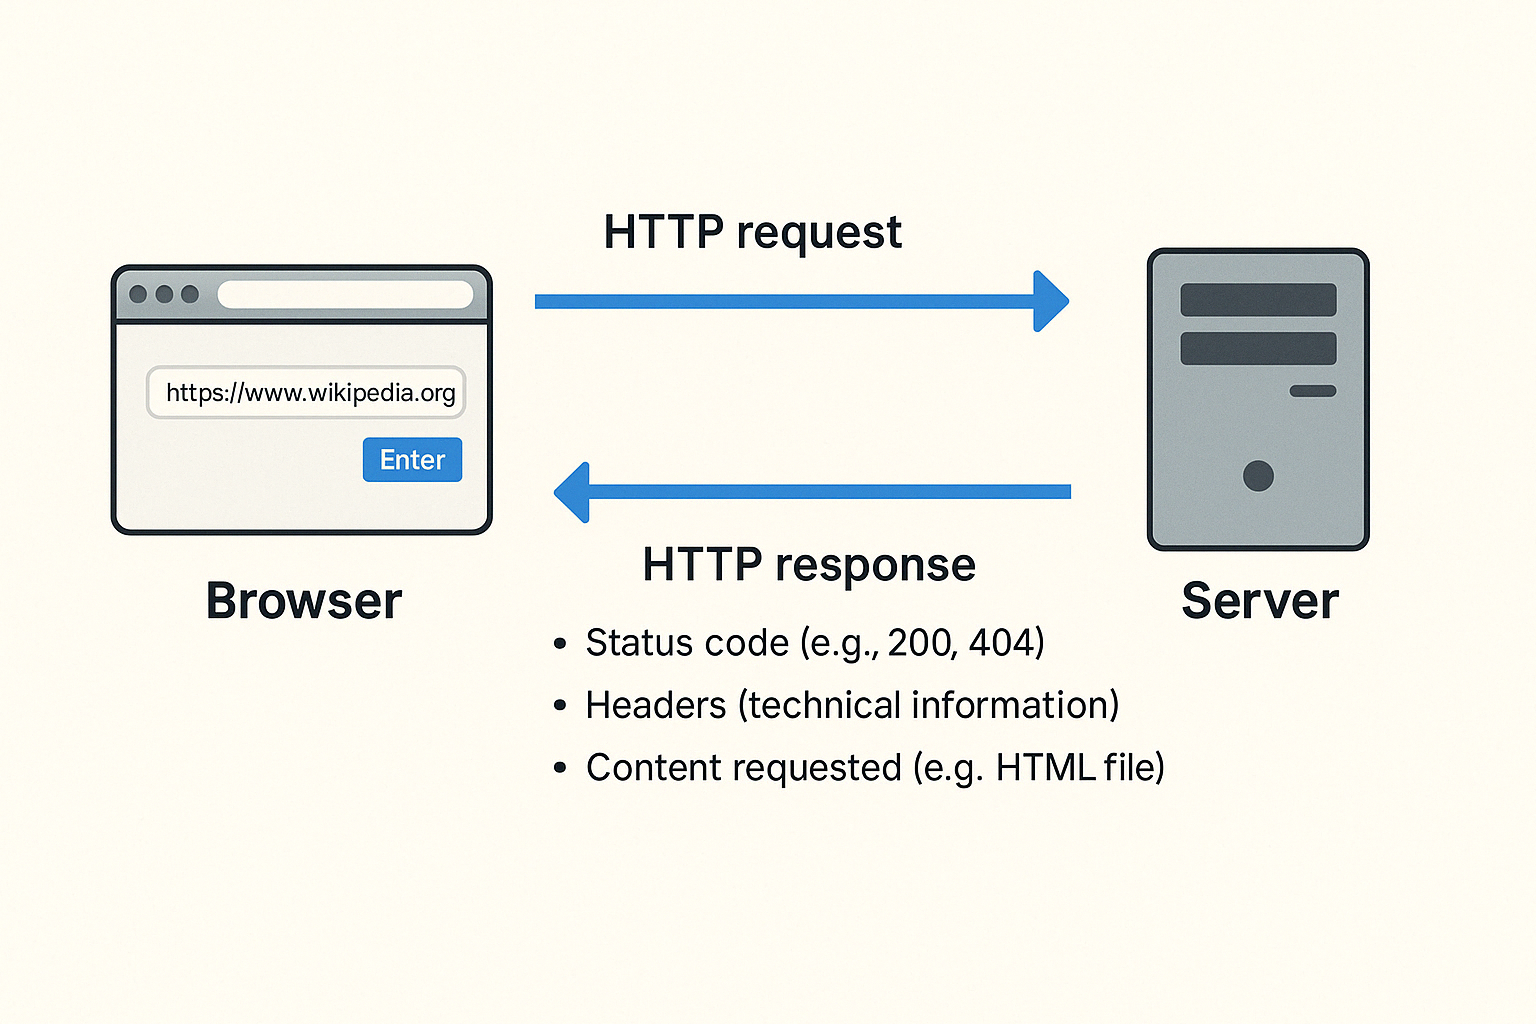 HTTP request
https://www.wikipedia.org
Enter
Browser
Server
HTTP response
• Status code (e.g., 200, 404)
• Headers (technical information)
• Content requested (e.g. HTML file)